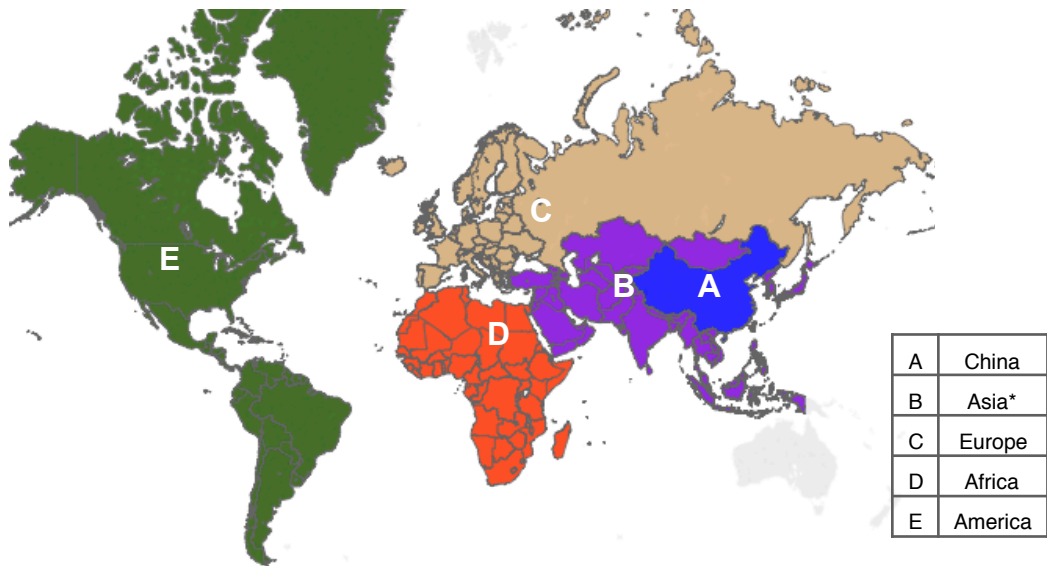 C
E
B
A
D
A China
B Asia*
C Europe
D Africa
E America